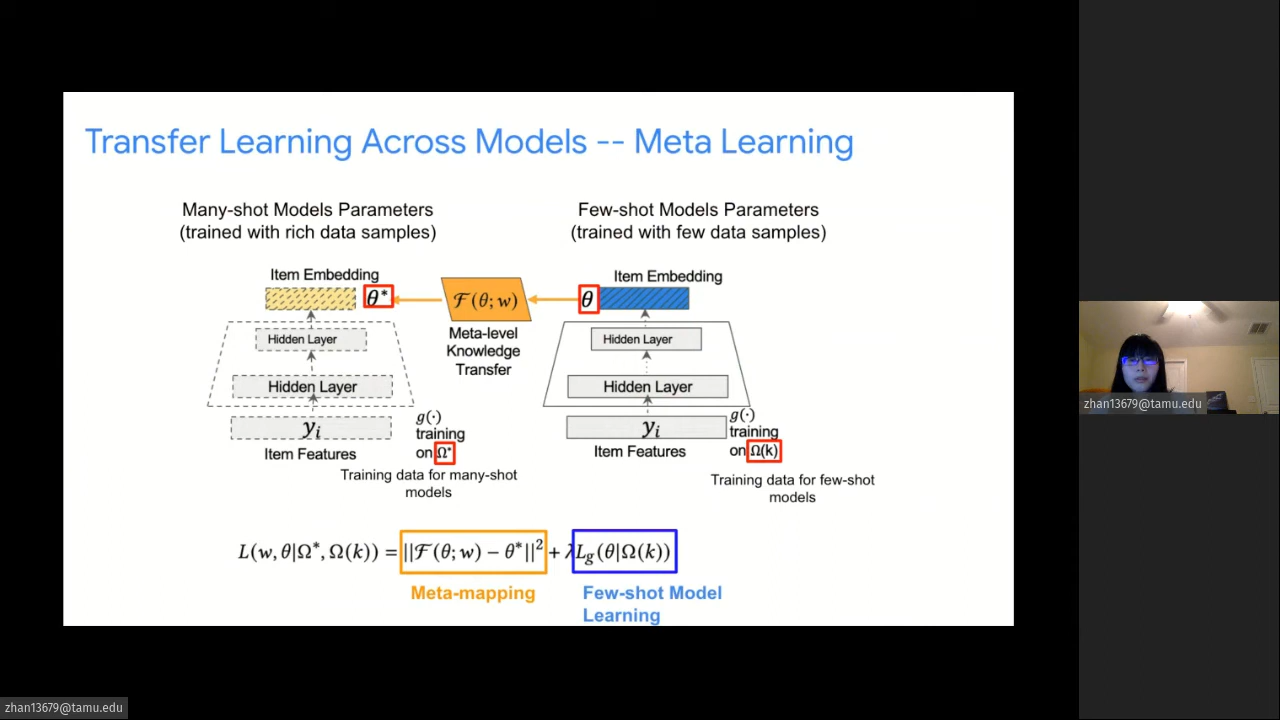 Transfer Learning Across Models -- Meta Learning
Many-shot Models Parameters
(trained with rich data samples)
Few-shot Models Parameters
(trained with few data samples)
Item Embedding
θ*
F(θ; w)
θ
Item Embedding
Hidden Layer
Hidden Layer
Meta-level
Knowledge
Transfer
Hidden Layer
Hidden Layer
y_i
Item Features
g(·)
training
on Ω*
Training data for many-shot
models
y_i
Item Features
g(·)
training
on Ω(k)
Training data for few-shot
models
L(w, θ|Ω*, Ω(k)) = ||F(θ; w) − θ*||² + λL_g(θ|Ω(k))
Meta-mapping
Few-shot Model
Learning
zhan13679@tamu.edu
zhan13679@tamu.edu